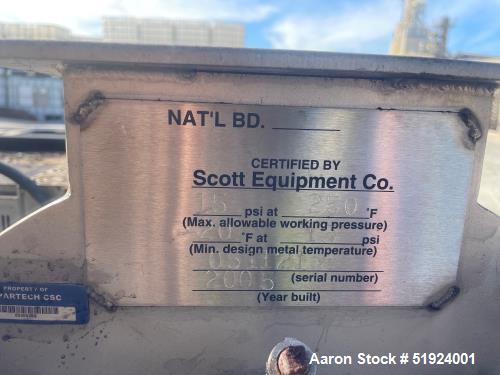 NAT'L BD.
CERTIFIED BY
Scott Equipment Co.
15 psi at 250 °F
(Max. allowable working pressure)
°F at psi
(Min. design metal temperature)
(serial number)
2005
(Year built)
PROPERTY OF
PARTECH CSC
Aaron Stock # 51924001